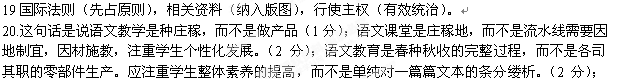 19 国际法则（先占原则），相关资料（纳入版图），行使主权（有效统治）。
20.这句话是说语文教学是种庄稼，而不是做产品（1 分）；语文课堂是庄稼地，而不是流水线需要因
地制宜，因材施教，注重学生个性化发展。（2 分）；语文教育是春种秋收的完整过程，而不是各司
其职的零部件生产。应注重学生整体素养的提高，而不是单纯对一篇篇文本的条分缕析。（2 分）；